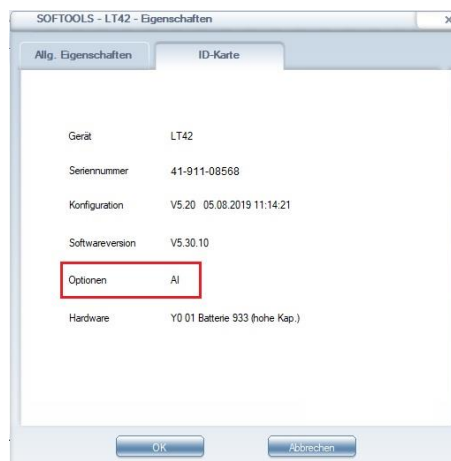 SOFTOOLS - LT42 - Eigenschaften
Allg. Eigenschaften ID-Karte
Gerät LT42
Seriennummer 41-911-08568
Konfiguration V5.20 05.08.2019 11:14:21
Softwareversion V5.30.10
Optionen AI
Hardware Y0 01 Batterie 933 (hohe Kap.)
OK Abbrechen